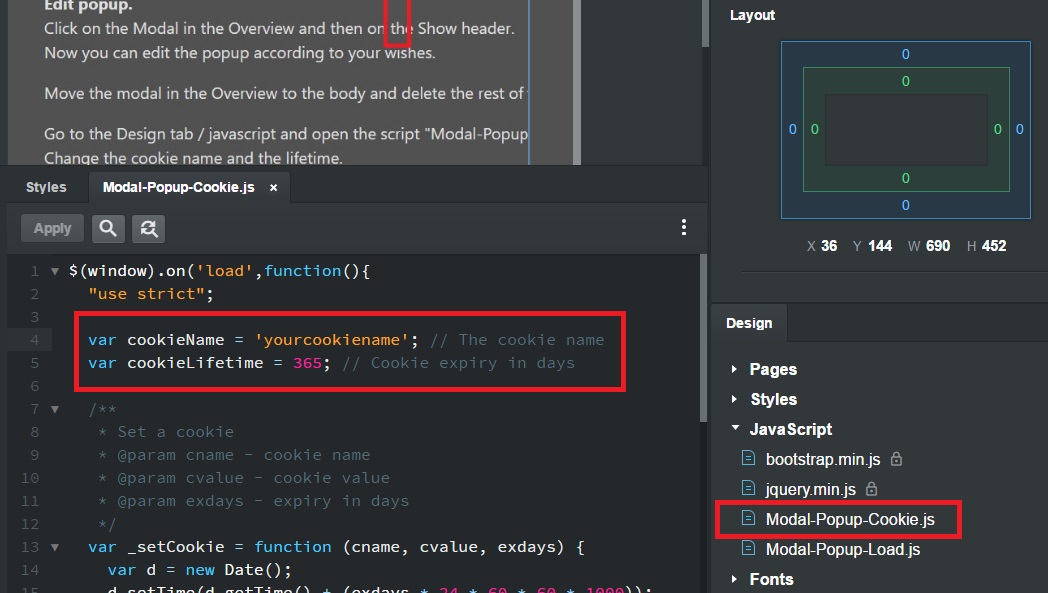 Edit popup.
Click on the Modal in the Overview and then on the Show header.
Now you can edit the popup according to your wishes.
Move the modal in the Overview to the body and delete the rest of
Go to the Design tab / javascript and open the script "Modal-Popup
Change the cookie name and the lifetime.
Styles
Modal-Popup-Cookie.js ×
Apply
1 $(window).on('load',function(){
2 "use strict";
3
4 var cookieName = 'yourcookiename'; // The cookie name
5 var cookieLifetime = 365; // Cookie expiry in days
6
7 /**
8 * Set a cookie
9 * @param cname - cookie name
10 * @param cvalue - cookie value
11 * @param exdays - expiry in days
12 */
13 var _setCookie = function (cname, cvalue, exdays) {
14 var d = new Date();
15 d.setTime(d.getTime() + (exdays * 24 * 60 * 60 * 1000));
Layout
0
0
0 0 0 0
0
0
X 36 Y 144 W 690 H 452
Design
Pages
Styles
JavaScript
bootstrap.min.js
jquery.min.js
Modal-Popup-Cookie.js
Modal-Popup-Load.js
Fonts